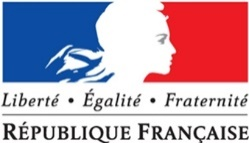 Liberté • Égalité • Fraternité
RÉPUBLIQUE FRANÇAISE